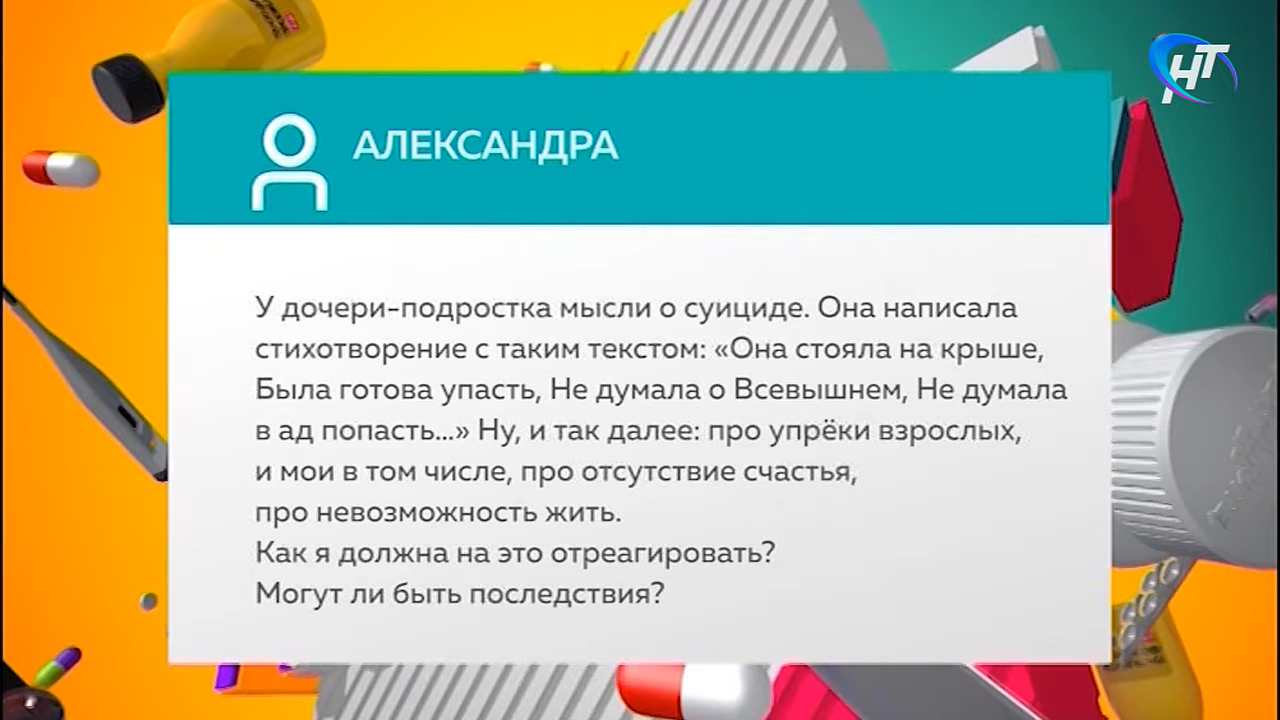 НТ
АЛЕКСАНДРА
У дочери-подростка мысли о суициде. Она написала
стихотворение с таким текстом: «Она стояла на крыше,
Была готова упасть, Не думала о Всевышнем, Не думала
в ад попасть...» Ну, и так далее: про упрёки взрослых,
и мои в том числе, про отсутствие счастья,
про невозможность жить.
Как я должна на это отреагировать?
Могут ли быть последствия?